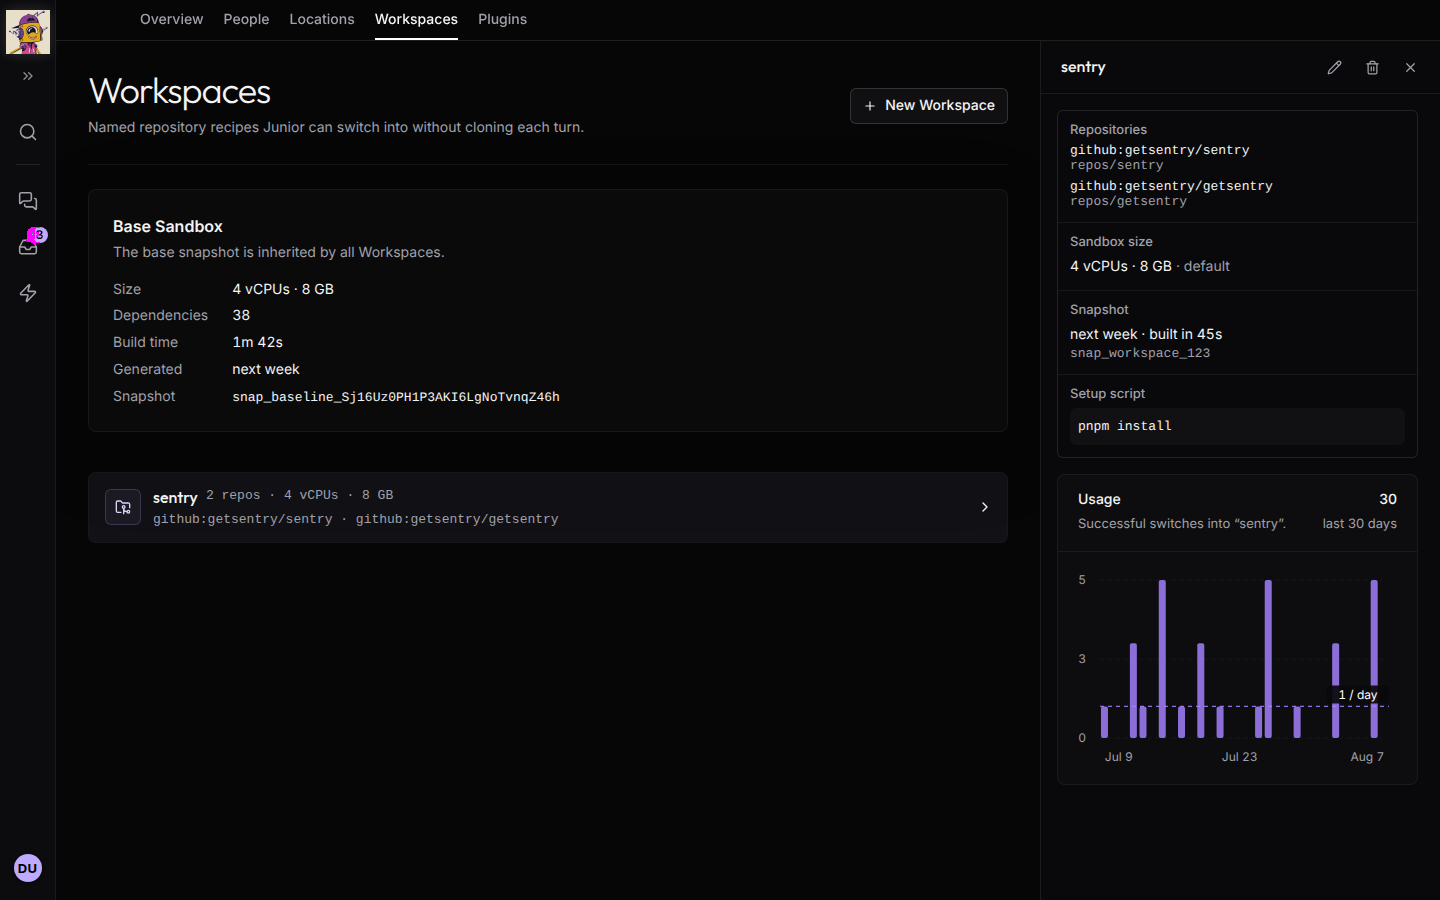 Overview People Locations Workspaces Plugins
Workspaces
Named repository recipes Junior can switch into without cloning each turn.
+ New Workspace
Base Sandbox
The base snapshot is inherited by all Workspaces.
Size 4 vCPUs · 8 GB
Dependencies 38
Build time 1m 42s
Generated next week
Snapshot snap_baseline_Sj16Uz0PH1P3AKI6LgNoTvnqZ46h
sentry 2 repos · 4 vCPUs · 8 GB
github:getsentry/sentry · github:getsentry/getsentry
3
DU
sentry
Repositories
github:getsentry/sentry
repos/sentry
github:getsentry/getsentry
repos/getsentry
Sandbox size
4 vCPUs · 8 GB · default
Snapshot
next week · built in 45s
snap_workspace_123
Setup script
pnpm install
Usage 30
Successful switches into “sentry”. last 30 days
5
3
1 / day
0
Jul 9 Jul 23 Aug 7